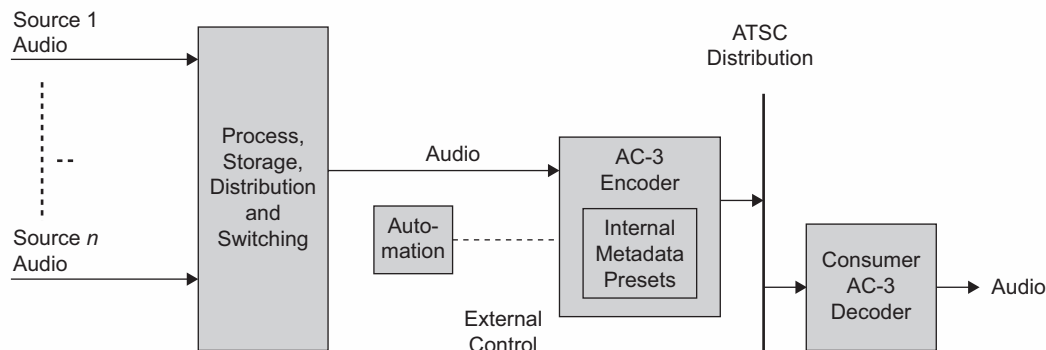 Source 1
Audio
Source n
Audio
Process,
Storage,
Distribution
and
Switching
Audio
Auto-
mation
External
Control
AC-3
Encoder
Internal
Metadata
Presets
ATSC
Distribution
Consumer
AC-3
Decoder
Audio